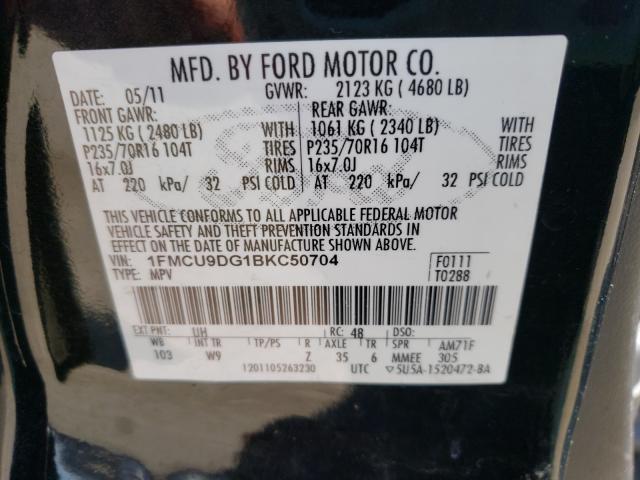 MFD. BY FORD MOTOR CO.
DATE: 05/11 GVWR: 2123 KG ( 4680 LB)
FRONT GAWR: REAR GAWR:
1125 KG ( 2480 LB) WITH 1061 KG ( 2340 LB) WITH
P235/70R16 104T TIRES P235/70R16 104T TIRES
16x7.0J RIMS 16x7.0J RIMS
AT 220 kPa/ 32 PSI COLD AT 220 kPa/ 32 PSI COLD
THIS VEHICLE CONFORMS TO ALL APPLICABLE FEDERAL MOTOR
VEHICLE SAFETY AND THEFT PREVENTION STANDARDS IN
EFFECT ON THE DATE OF MANUFACTURE SHOWN ABOVE.
VIN: 1FMCU9DG1BKC50704 F0111
TYPE: MPV T0288
EXT PNT: UH RC: 48 DSO:
WB INT TR TP/PS R AXLE TR SPR AM71F
103 W9 Z 35 6 MMEE 305
1201105263230 UTC ▽5U5A-1520472-BA